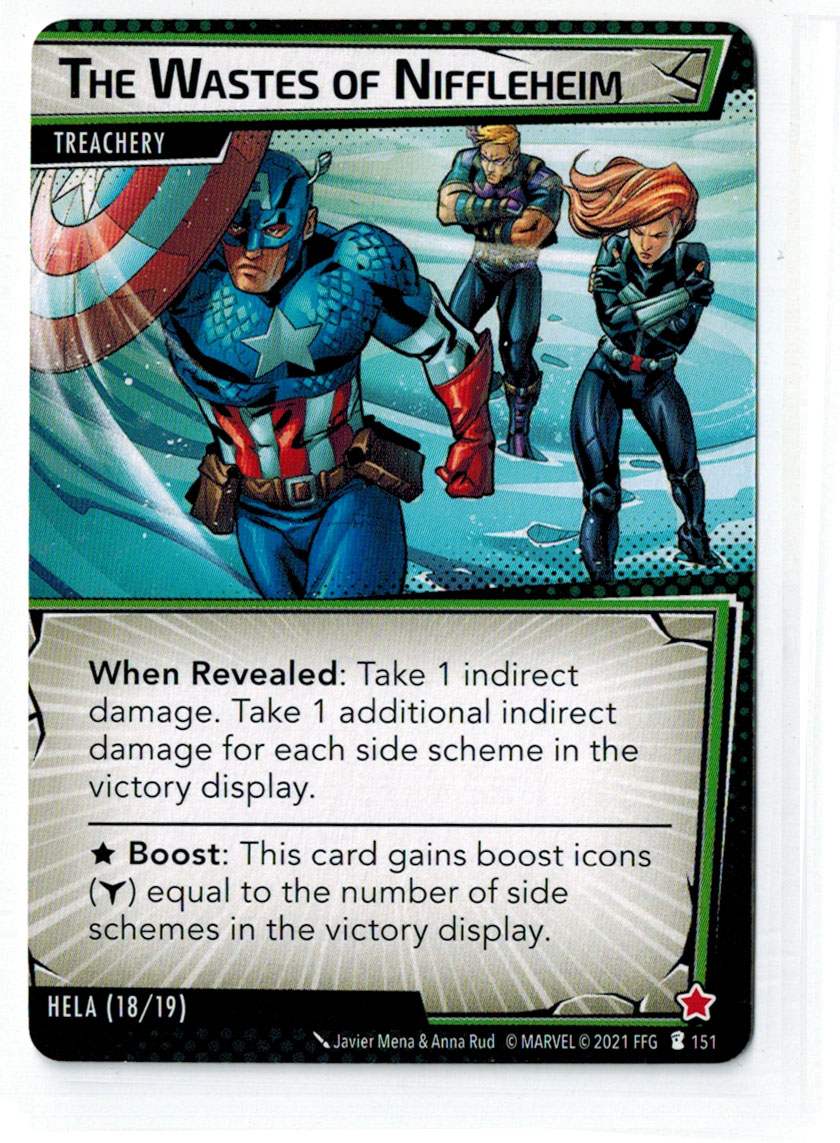 THE WASTES OF NIFFLEHEIM
TREACHERY
A
When Revealed: Take 1 indirect
damage. Take 1 additional indirect
damage for each side scheme in the
victory display.
★ Boost: This card gains boost icons
() equal to the number of side
schemes in the victory display.
HELA (18/19)
Javier Mena & Anna Rud © MARVEL © 2021 FFG 151